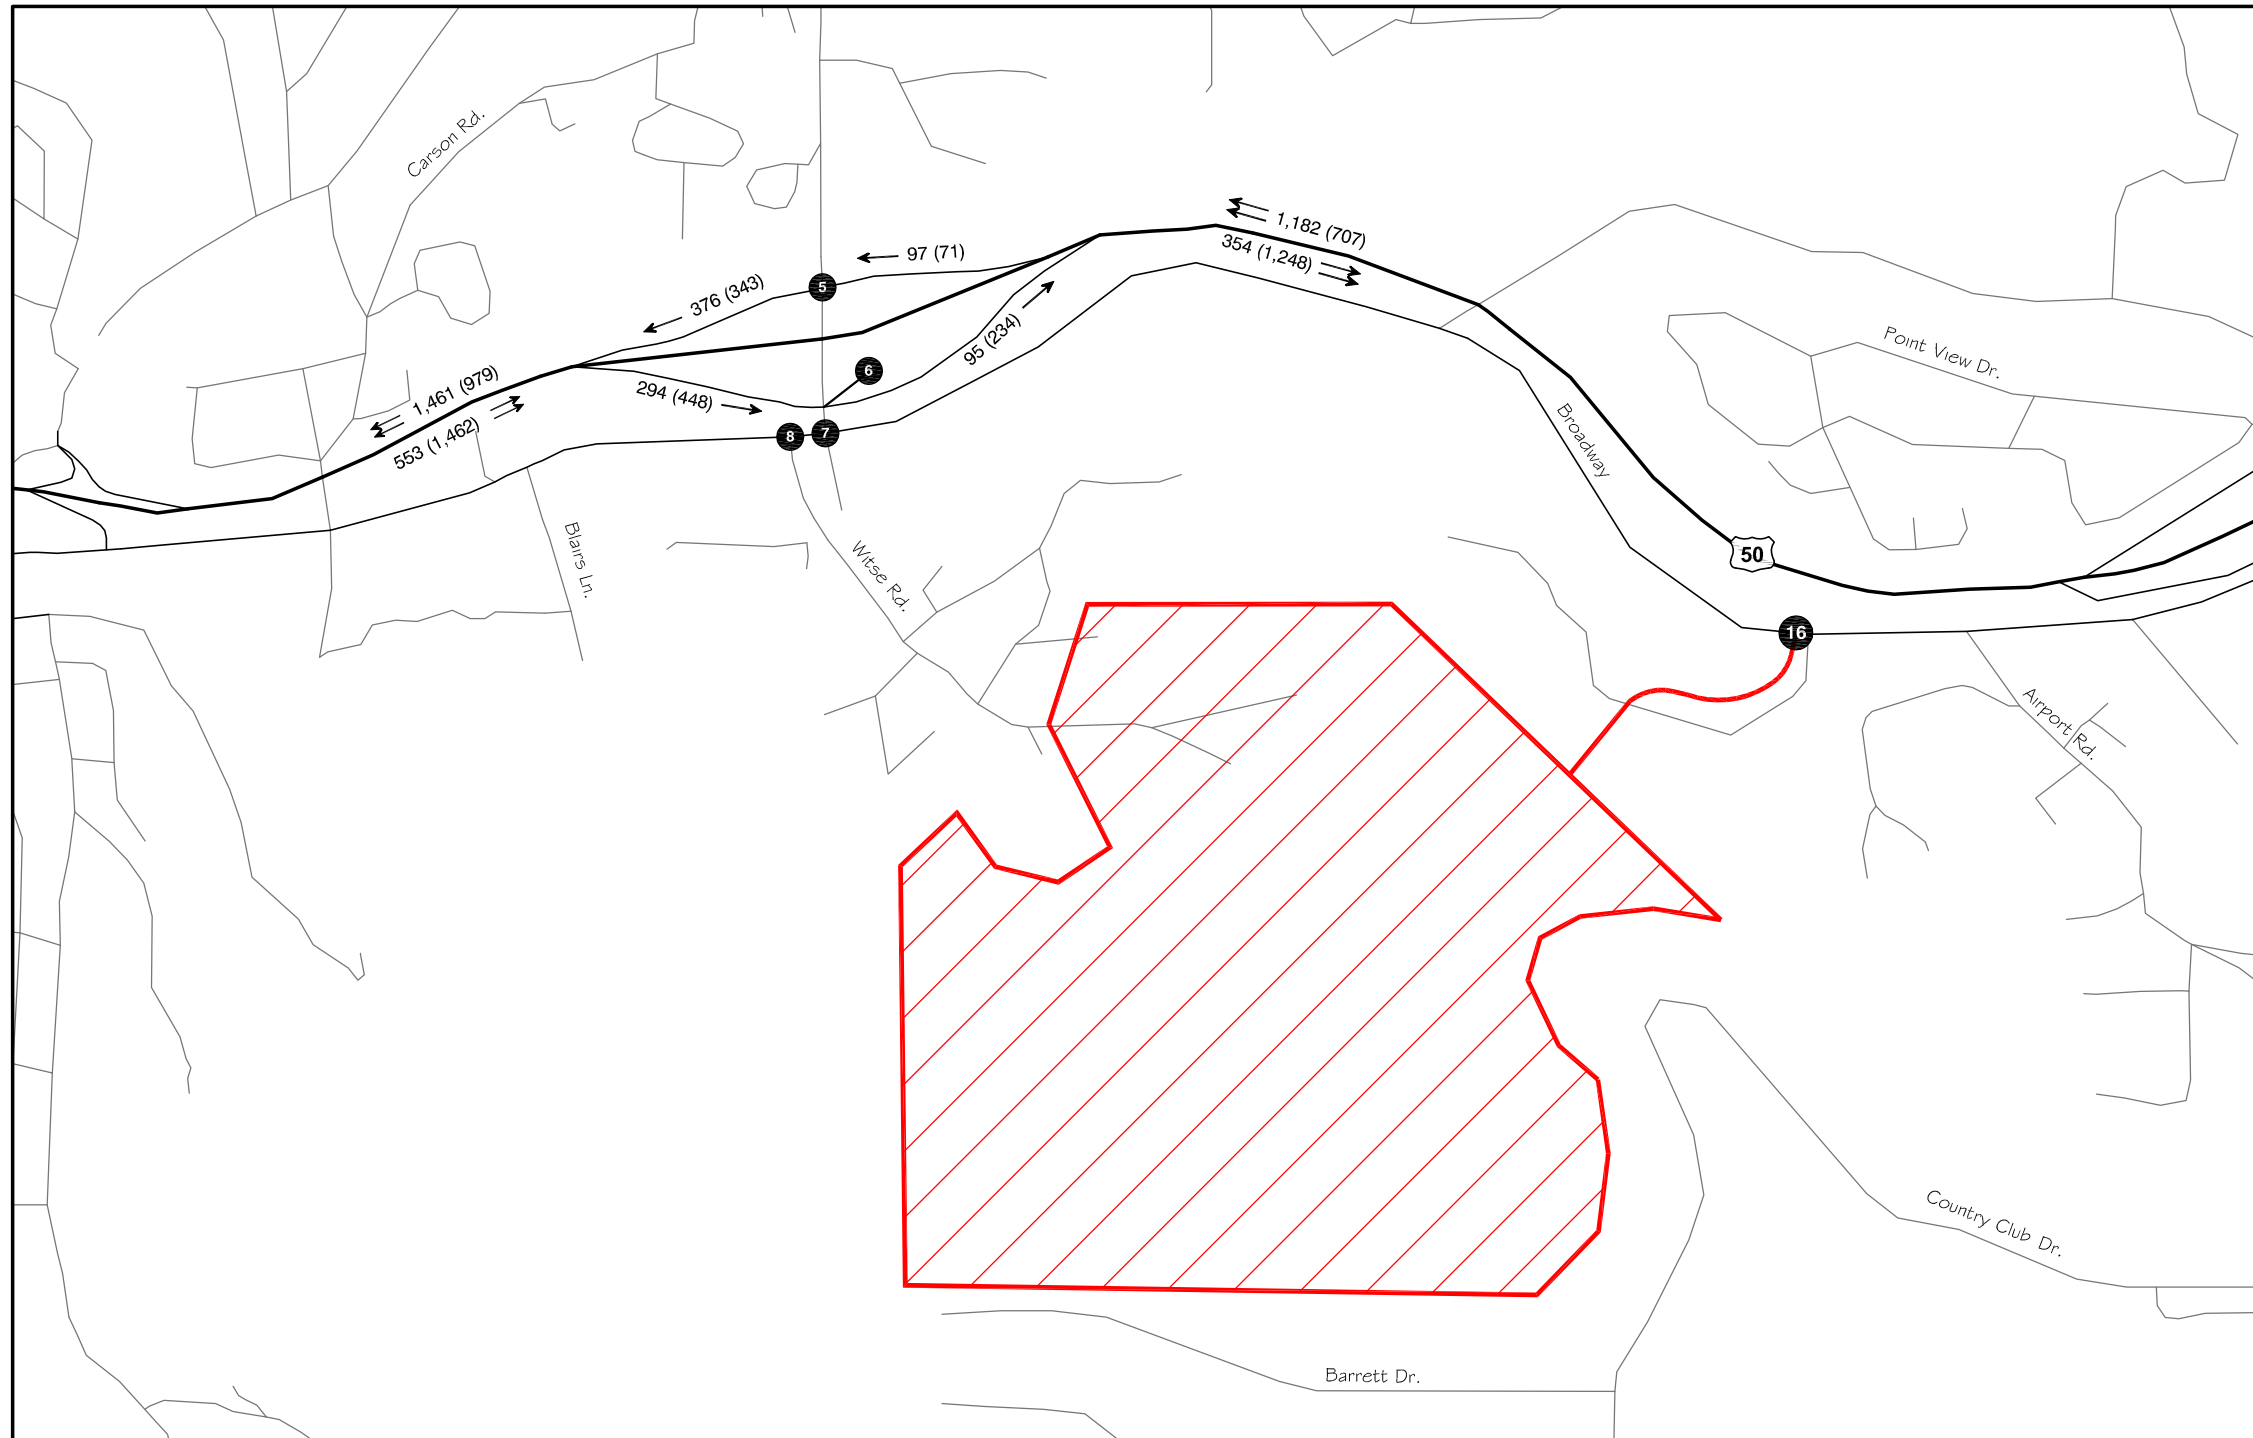 Carson Rd.
1,182 (707)
354 (1,248)
97 (71)
5
376 (343)
95 (234)
6
1,461 (979)
553 (1,462)
294 (448)
8
7
Point View Dr.
Broadway
50
Blairs Ln.
Witse Rd.
16
Airport Rd.
Country Club Dr.
Barrett Dr.